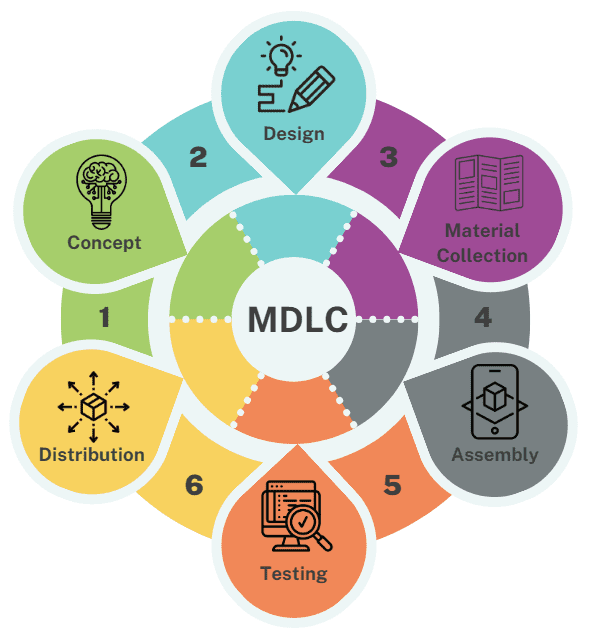 Design
2
3
Concept
Material
Collection
1
MDLC
4
Distribution
Assembly
6
5
Testing